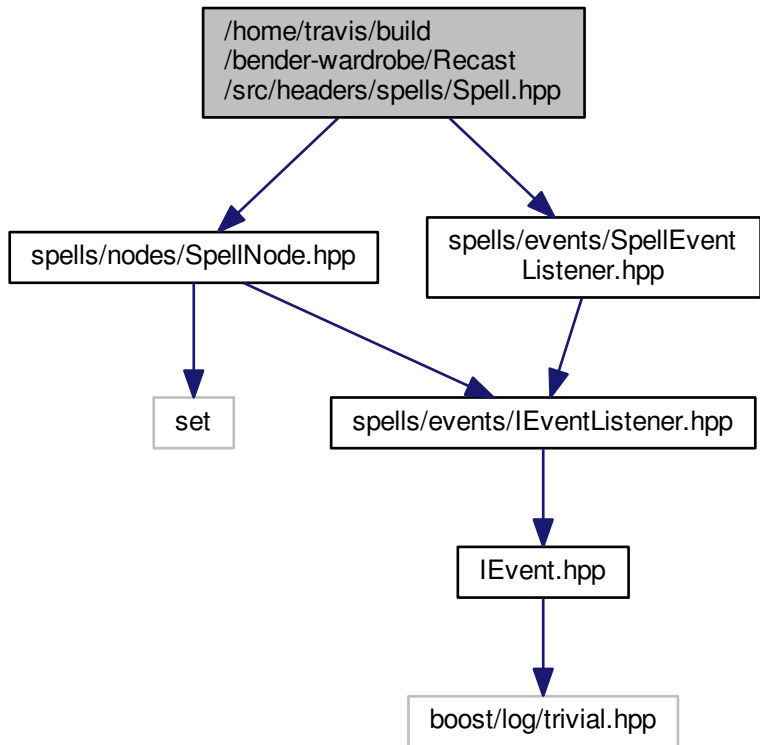 /home/travis/build
/bender-wardrobe/Recast
/src/headers/spells/Spell.hpp
spells/nodes/SpellNode.hpp
spells/events/SpellEvent
Listener.hpp
set
spells/events/IEventListener.hpp
IEvent.hpp
boost/log/trivial.hpp